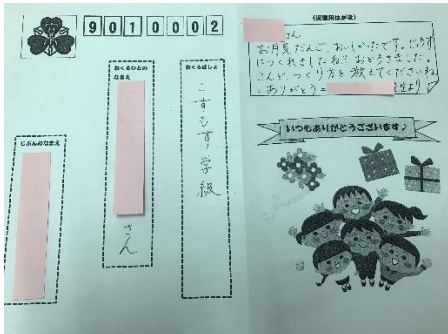 9010002
おくるばしょ
こすもす学級
おくるひとの
なまえ
さん
じぶんのなまえ
《返信用はがき》
さん
お月見だんご、おいしかったです。じょうず
につくれましたね? おどろきました。
こんど、つくり方を教えてくださいね
ありがとう
先生より
いつもありがとうございます♪